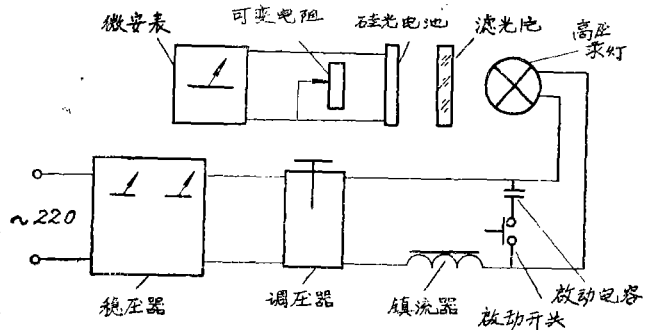 微安表
可变电阻
硅光电池
滤光片
高压
汞灯
~220
稳压器
调压器
镇流器
启动电容
启动开关